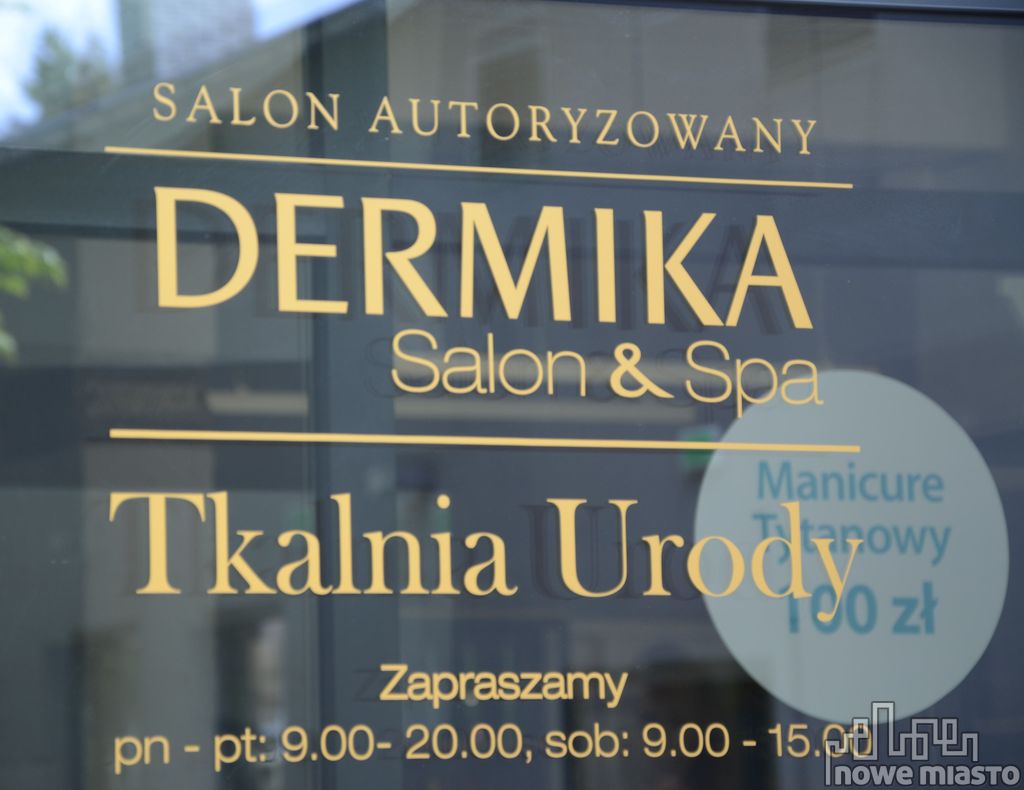 SALON AUTORYZOWANY
DERMIKA
Salon & Spa
Tkalnia Urody
Manicure
Tytanowy
100 zł
Zapraszamy
pn - pt: 9.00- 20.00, sob: 9.00 - 15.00
nowe miasto